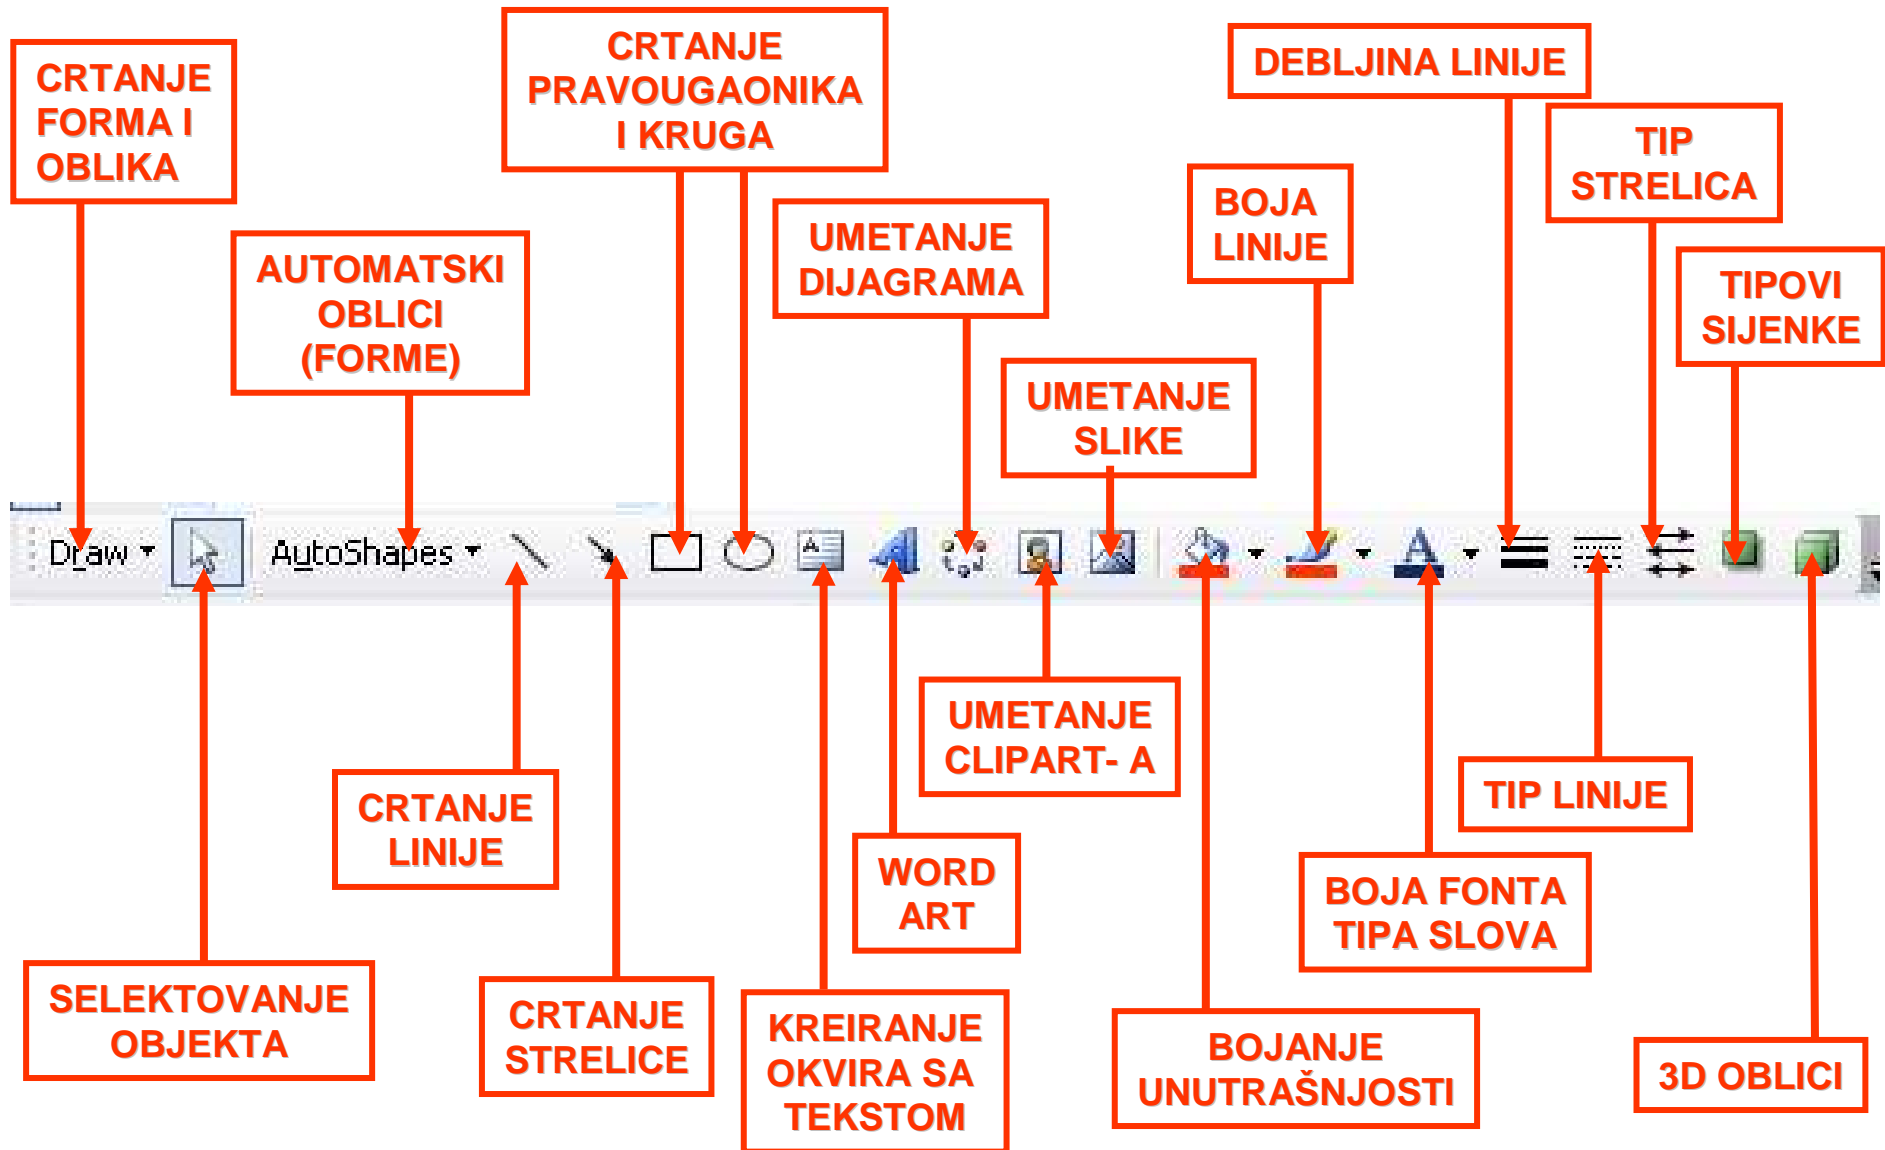 CRTANJE
FORMA I
OBLIKA
CRTANJE
PRAVOUGAONIKA
I KRUGA
DEBLJINA LINIJE
TIP
STRELICA
BOJA
LINIJE
UMETANJE
DIJAGRAMA
AUTOMATSKI
OBLICI
(FORME)
TIPOVI
SIJENKE
UMETANJE
SLIKE
Draw
AutoShapes
UMETANJE
CLIPART- A
CRTANJE
LINIJE
TIP LINIJE
WORD
ART
BOJA FONTA
TIPA SLOVA
SELEKTOVANJE
OBJEKTA
CRTANJE
STRELICE
KREIRANJE
OKVIRA SA
TEKSTOM
BOJANJE
UNUTRAŠNJOSTI
3D OBLICI